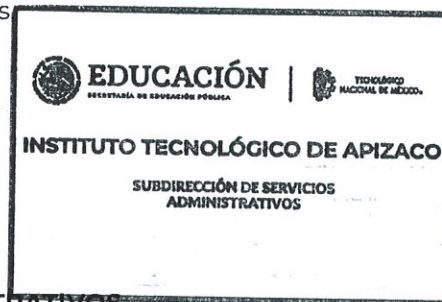 S
EDUCACIÓN
SECRETARÍA DE EDUCACIÓN PÚBLICA
TECNOLÓGICO
NACIONAL DE MÉXICO
INSTITUTO TECNOLÓGICO DE APIZACO
SUBDIRECCIÓN DE SERVICIOS
ADMINISTRATIVOS